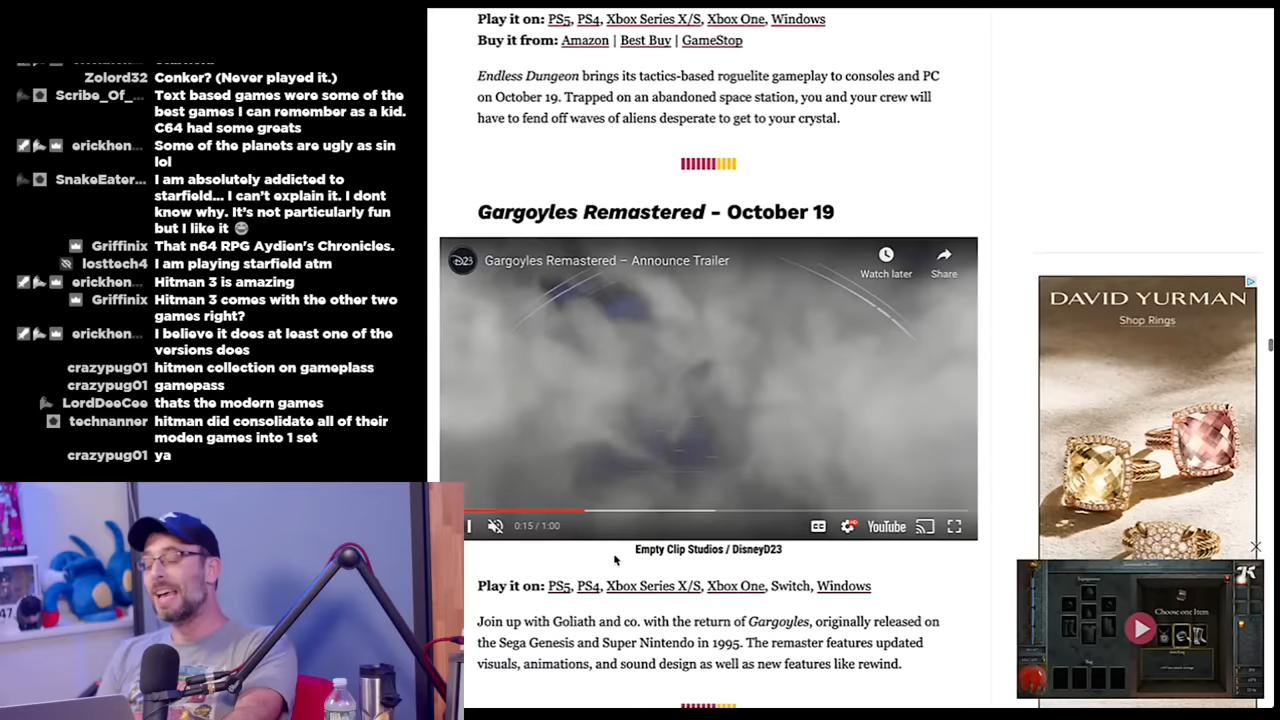 Zolord32 Conker? (Never played it.)
Scribe_Of_... Text based games were some of the
best games I can remember as a kid.
C64 had some greats
erickhen... Some of the planets are ugly as sin
lol
SnakeEater... I am absolutely addicted to
starfield... I can't explain it. I dont
know why. It's not particularly fun
but I like it
Griffinix That n64 RPG Aydien's Chronicles.
losttech4 I am playing starfield atm
erickhen... Hitman 3 is amazing
Griffinix Hitman 3 comes with the other two
games right?
erickhen... I believe it does at least one of the
versions does
crazypug01 hitmen collection on gameplass
crazypug01 gamepass
LordDeeCee thats the modern games
technanner hitman did consolidate all of their
moden games into 1 set
crazypug01 ya
Play it on: PS5, PS4, Xbox Series X/S, Xbox One, Windows
Buy it from: Amazon | Best Buy | GameStop
Endless Dungeon brings its tactics-based roguelite gameplay to consoles and PC
on October 19. Trapped on an abandoned space station, you and your crew will
have to fend off waves of aliens desperate to get to your crystal.
Gargoyles Remastered - October 19
D23 Gargoyles Remastered – Announce Trailer
Watch later
Share
0:15 / 1:00
CC
YouTube
Empty Clip Studios / DisneyD23
Play it on: PS5, PS4, Xbox Series X/S, Xbox One, Switch, Windows
Join up with Goliath and co. with the return of Gargoyles, originally released on
the Sega Genesis and Super Nintendo in 1995. The remaster features updated
visuals, animations, and sound design as well as new features like rewind.
DAVID YURMAN
Shop Rings
Choose one Item
47